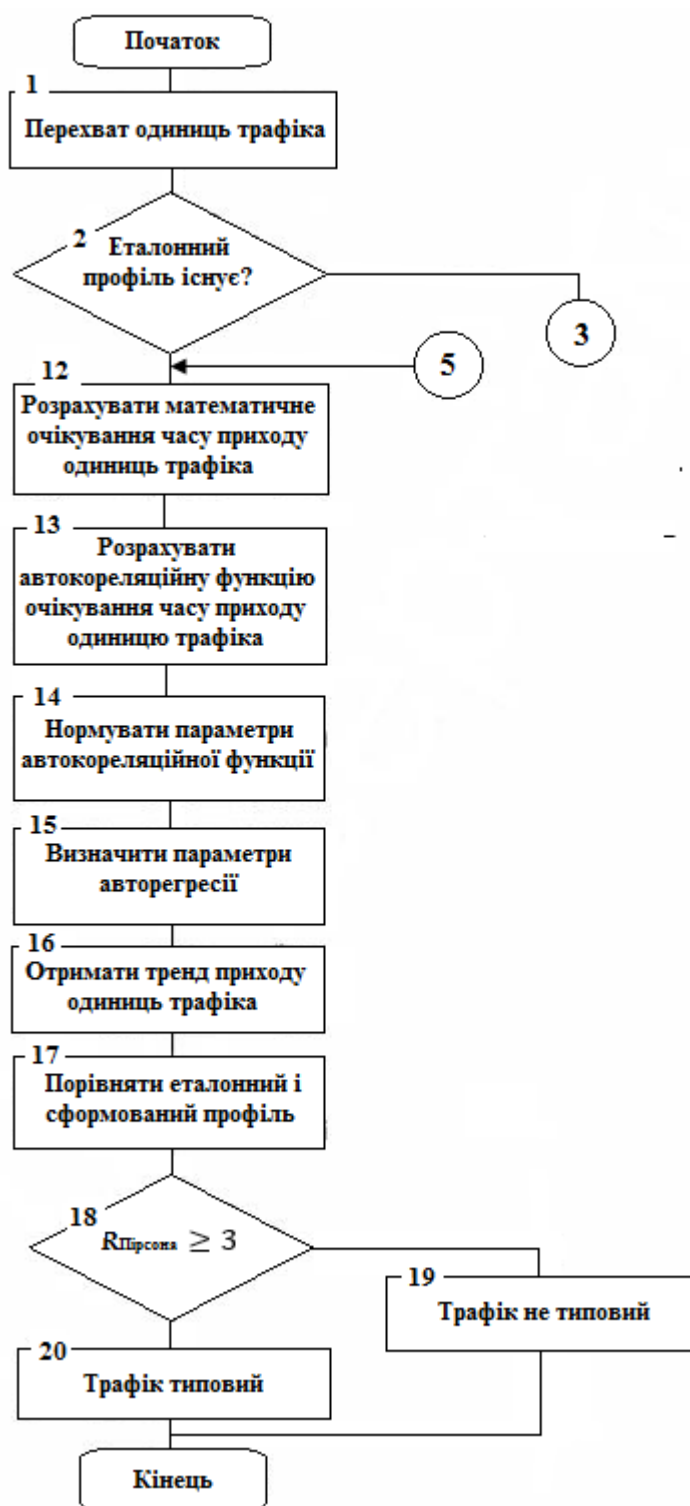 Початок
1
Перехват одиниць трафіка
2
Еталонний
профіль існує?
3
5
12
Розрахувати математичне
очікування часу приходу
одиниць трафіка
13
Розрахувати
автокореляційну функцію
очікування часу приходу
одиницю трафіка
14
Нормувати параметри
автокореляційної функції
15
Визначити параметри
авторегресії
16
Отримати тренд приходу
одиниць трафіка
17
Порівняти еталонний і
сформований профіль
18
RПірсона ≥ 3
19
Трафік не типовий
20
Трафік типовий
Кінець